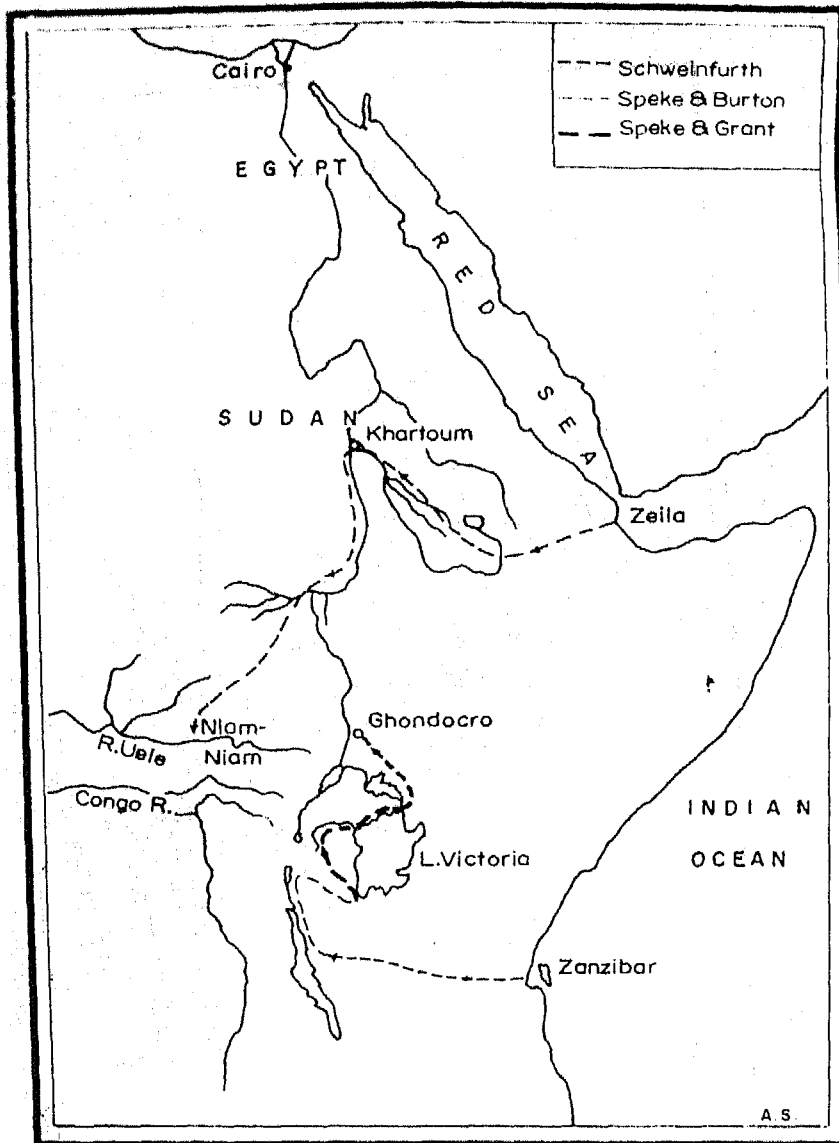 Cairo
Schweinfurth
Speke & Burton
Speke & Grant
EGYPT
RED SEA
SUDAN
Khartoum
Zeila
Ghondocro
Niam-
Niam
R.Uele
Congo R.
INDIAN
OCEAN
L.Victoria
Zanzibar
A.S.